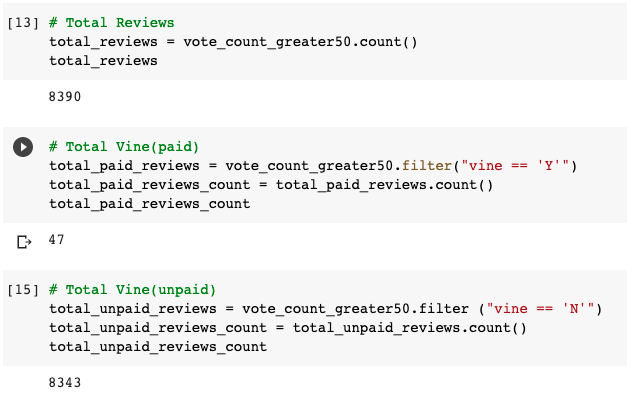 [13] # Total Reviews
total_reviews = vote_count_greater50.count()
total_reviews
8390
# Total Vine(paid)
total_paid_reviews = vote_count_greater50.filter("vine == 'Y'")
total_paid_reviews_count = total_paid_reviews.count()
total_paid_reviews_count
47
[15] # Total Vine(unpaid)
total_unpaid_reviews = vote_count_greater50.filter ("vine == 'N'")
total_unpaid_reviews_count = total_unpaid_reviews.count()
total_unpaid_reviews_count
8343